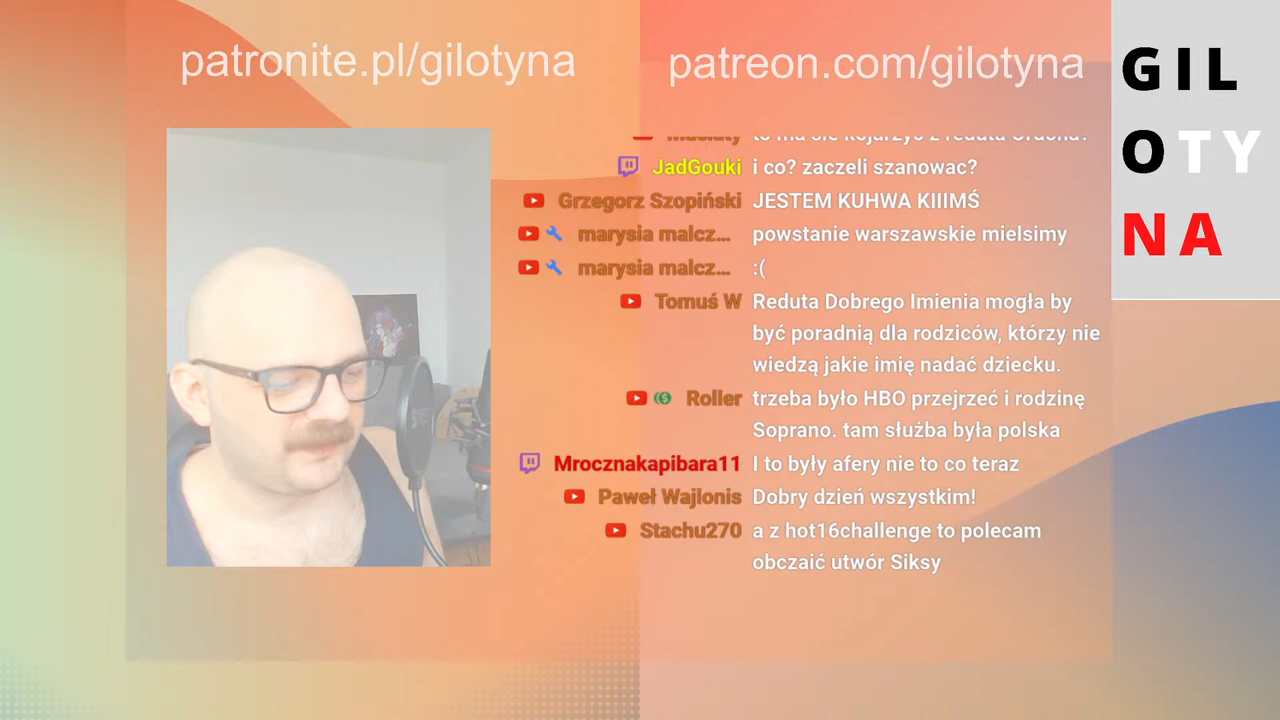 patronite.pl/gilotyna
patreon.com/gilotyna
GIL
OTY
NA
JadGouki i co? zaczeli szanowac?
Grzegorz Szopiński JESTEM KUHWA KIIIMŚ
marysia malcz... powstanie warszawskie mielsimy
marysia malcz... :(
Tomuś W Reduta Dobrego Imienia mogła by
być poradnią dla rodziców, którzy nie
wiedzą jakie imię nadać dziecku.
Roller trzeba było HBO przejrzeć i rodzinę
Soprano. tam służba była polska
Mrocznakapibara11 I to były afery nie to co teraz
Paweł Wajlonis Dobry dzień wszystkim!
Stachu270 a z hot16challenge to polecam
obczaić utwór Siksy